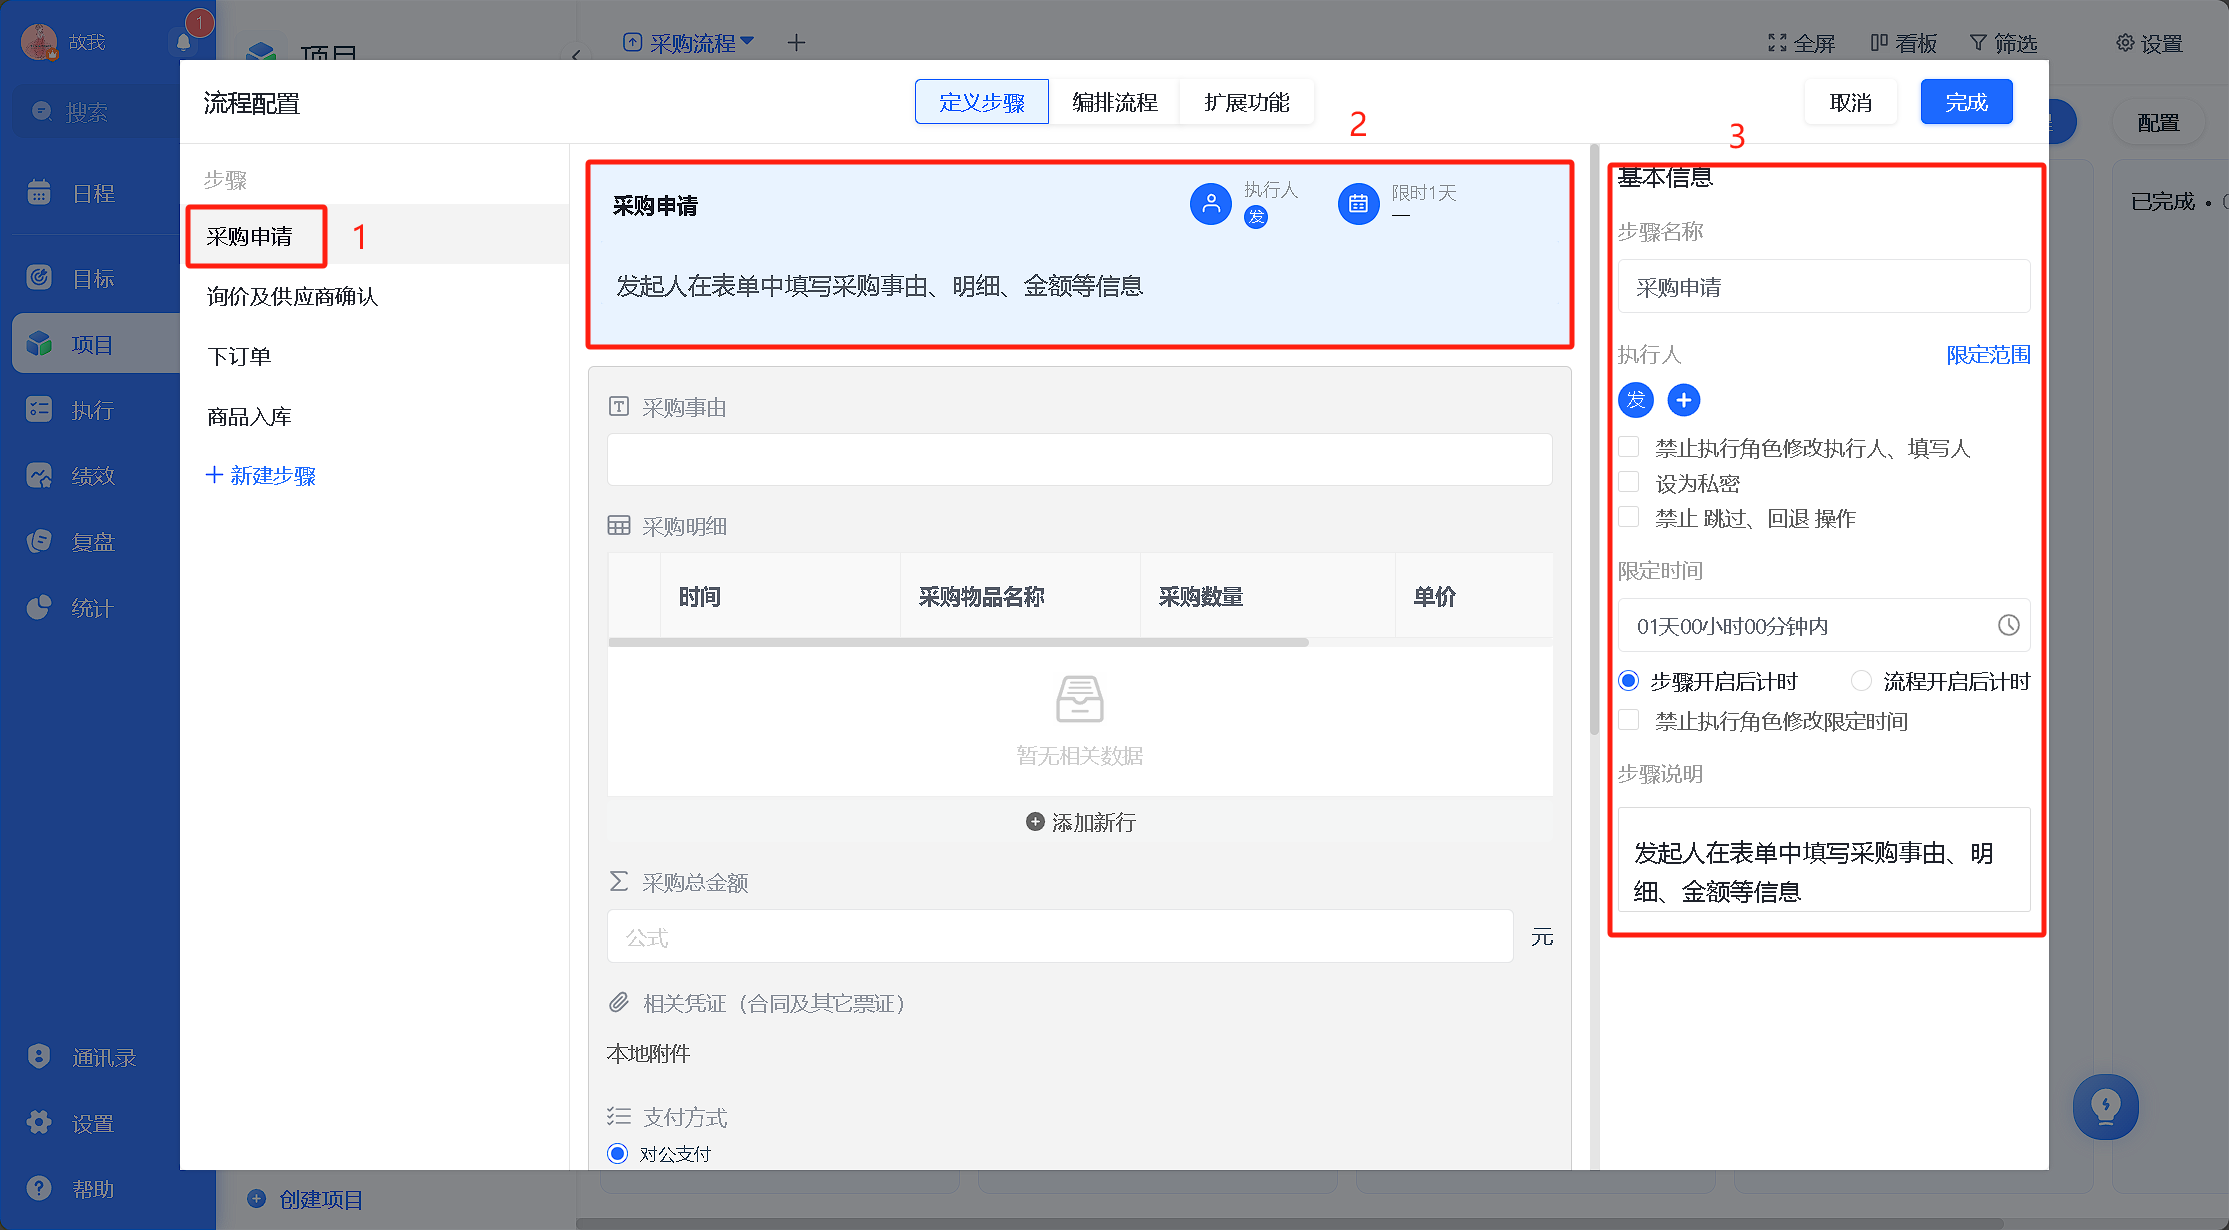 故我
1
搜索
日程
目标
项目
执行
绩效
复盘
统计
通讯录
设置
帮助
项目
采购流程
全屏
看板
筛选
设置
配置
已完成
创建项目
流程配置
定义步骤
编排流程
扩展功能
取消
完成
步骤
采购申请
1
询价及供应商确认
下订单
商品入库
新建步骤
2
采购申请
执行人
发
限时1天
—
发起人在表单中填写采购事由、明细、金额等信息
采购事由
采购明细
时间
采购物品名称
采购数量
单价
暂无相关数据
添加新行
采购总金额
公式
元
相关凭证（合同及其它票证）
本地附件
支付方式
对公支付
3
基本信息
步骤名称
采购申请
执行人
限定范围
发
禁止执行角色修改执行人、填写人
设为私密
禁止 跳过、回退 操作
限定时间
01天00小时00分钟内
步骤开启后计时
流程开启后计时
禁止执行角色修改限定时间
步骤说明
发起人在表单中填写采购事由、明
细、金额等信息